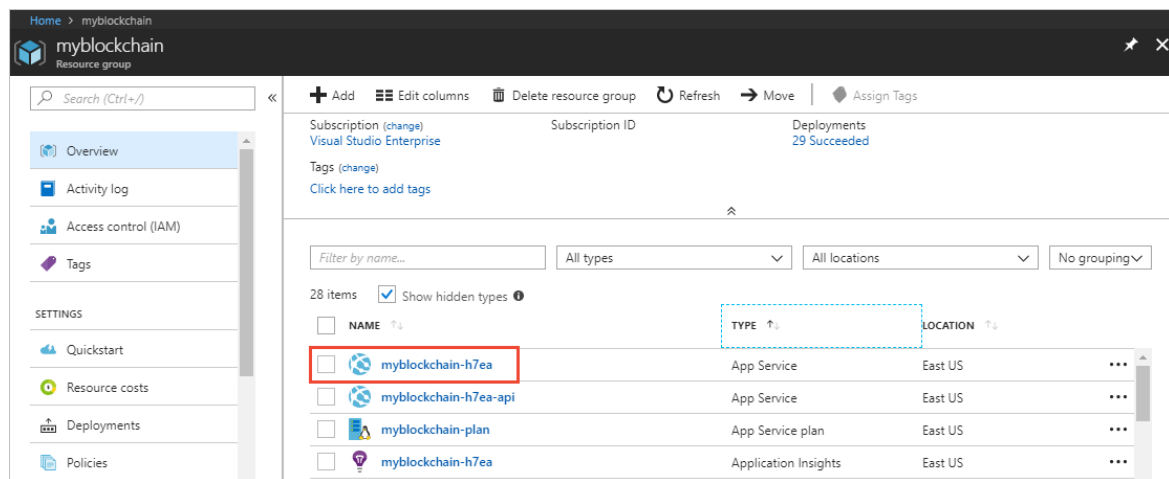 Home > myblockchain
myblockchain
Resource group
Search (Ctrl+/)
«
Overview
Activity log
Access control (IAM)
Tags
SETTINGS
Quickstart
Resource costs
Deployments
Policies
Add Edit columns Delete resource group Refresh Move Assign Tags
Subscription (change) Subscription ID Deployments
Visual Studio Enterprise 29 Succeeded
Tags (change)
Click here to add tags
Filter by name... All types All locations No grouping
28 items Show hidden types
NAME TYPE LOCATION
myblockchain-h7ea App Service East US
myblockchain-h7ea-api App Service East US
myblockchain-plan App Service plan East US
myblockchain-h7ea Application Insights East US